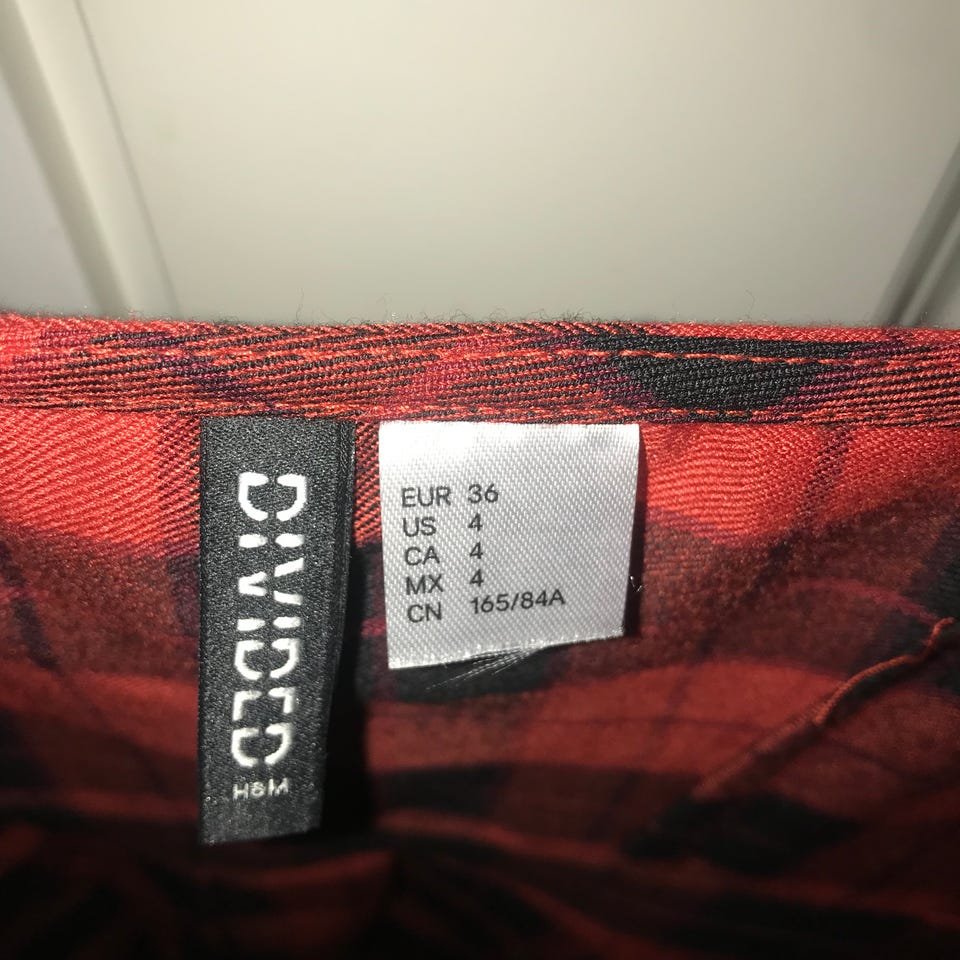 DIVIDED
H&M
EUR 36
US 4
CA 4
MX 4
CN 165/84A